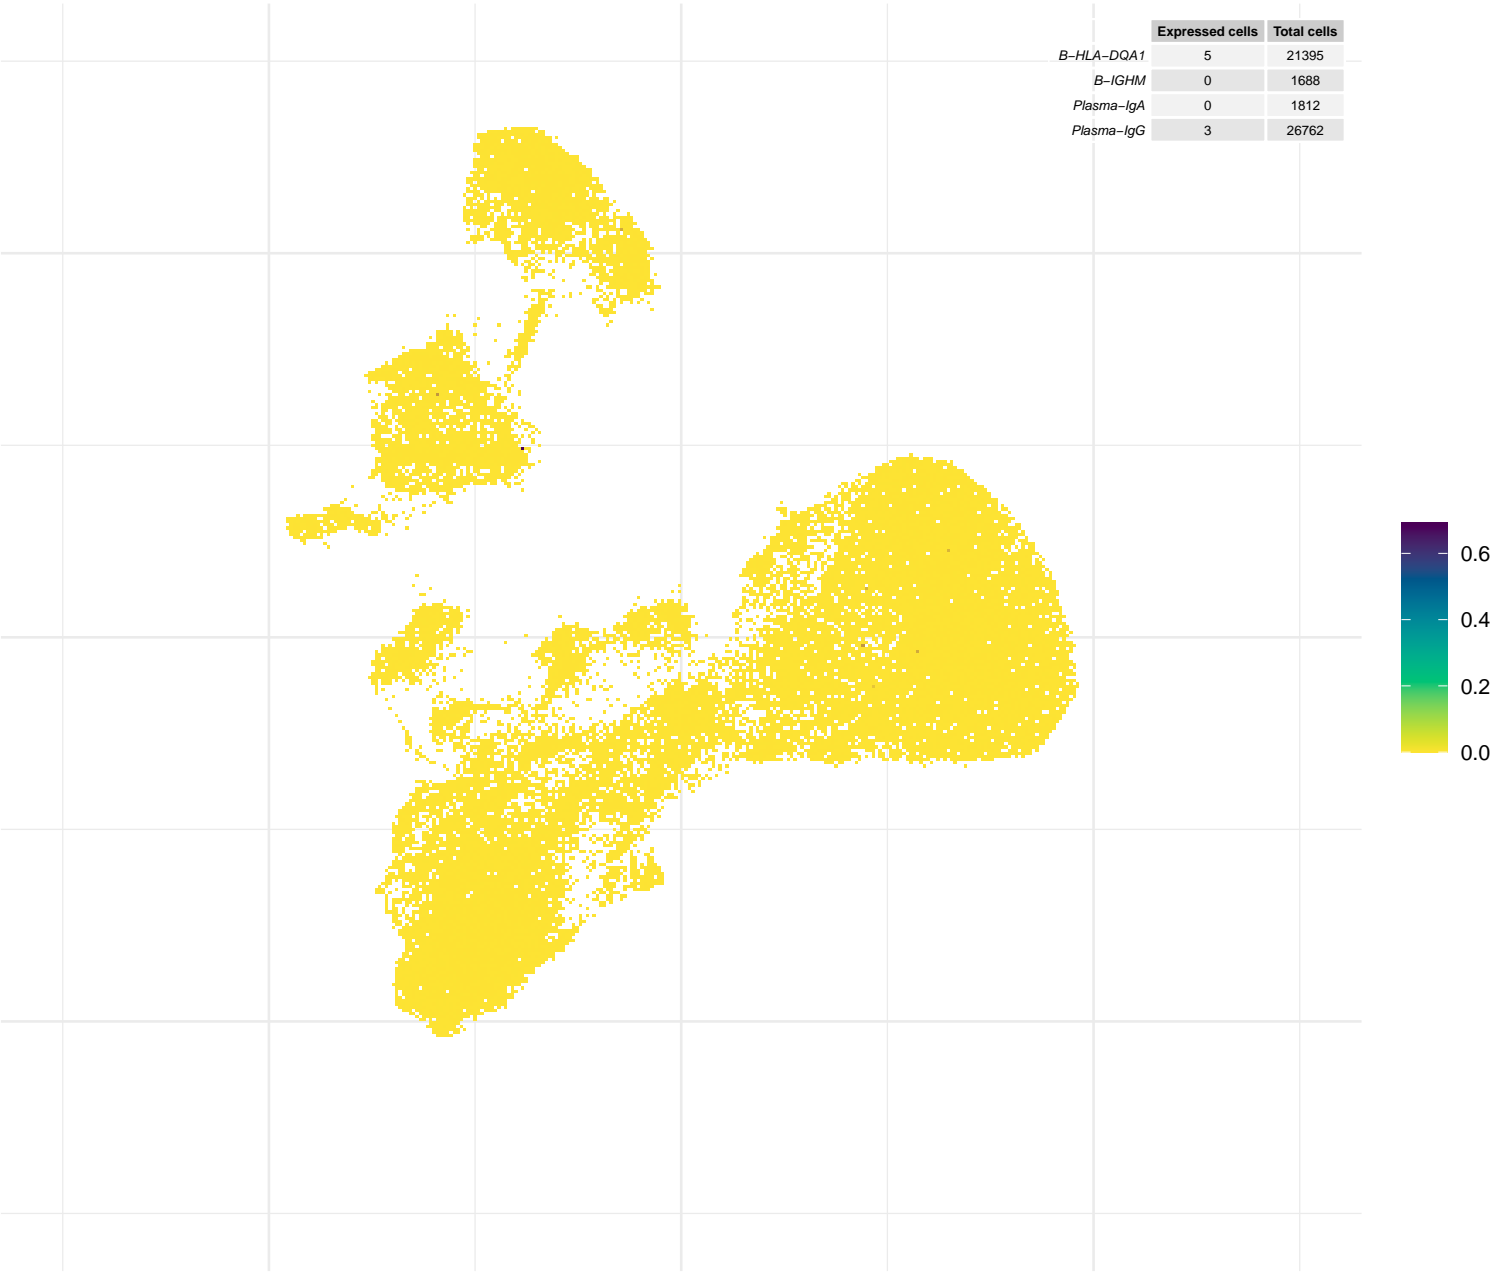 Expressed cells Total cells
B−HLA−DQA1 5 21395
B−IGHM 0 1688
Plasma−IgA 0 1812
Plasma−IgG 3 26762
0.6
0.4
0.2
0.0